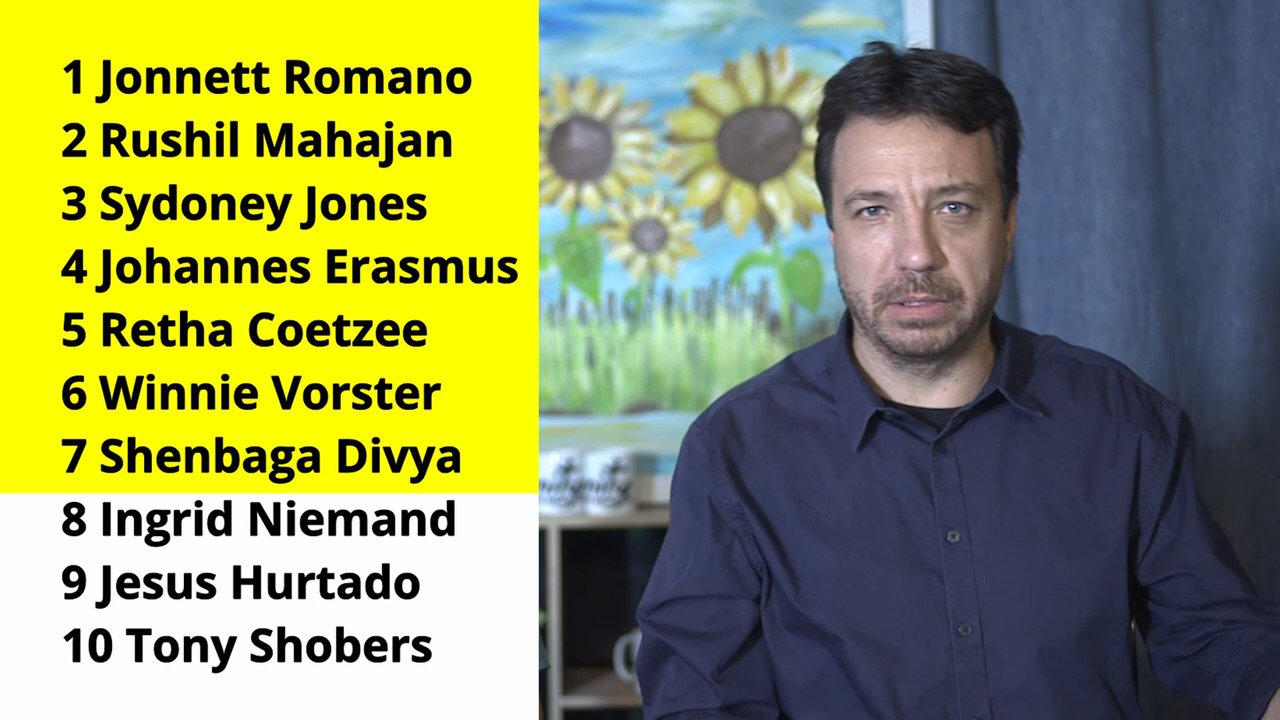 1 Jonnett Romano
2 Rushil Mahajan
3 Sydoney Jones
4 Johannes Erasmus
5 Retha Coetzee
6 Winnie Vorster
7 Shenbaga Divya
8 Ingrid Niemand
9 Jesus Hurtado
10 Tony Shobers